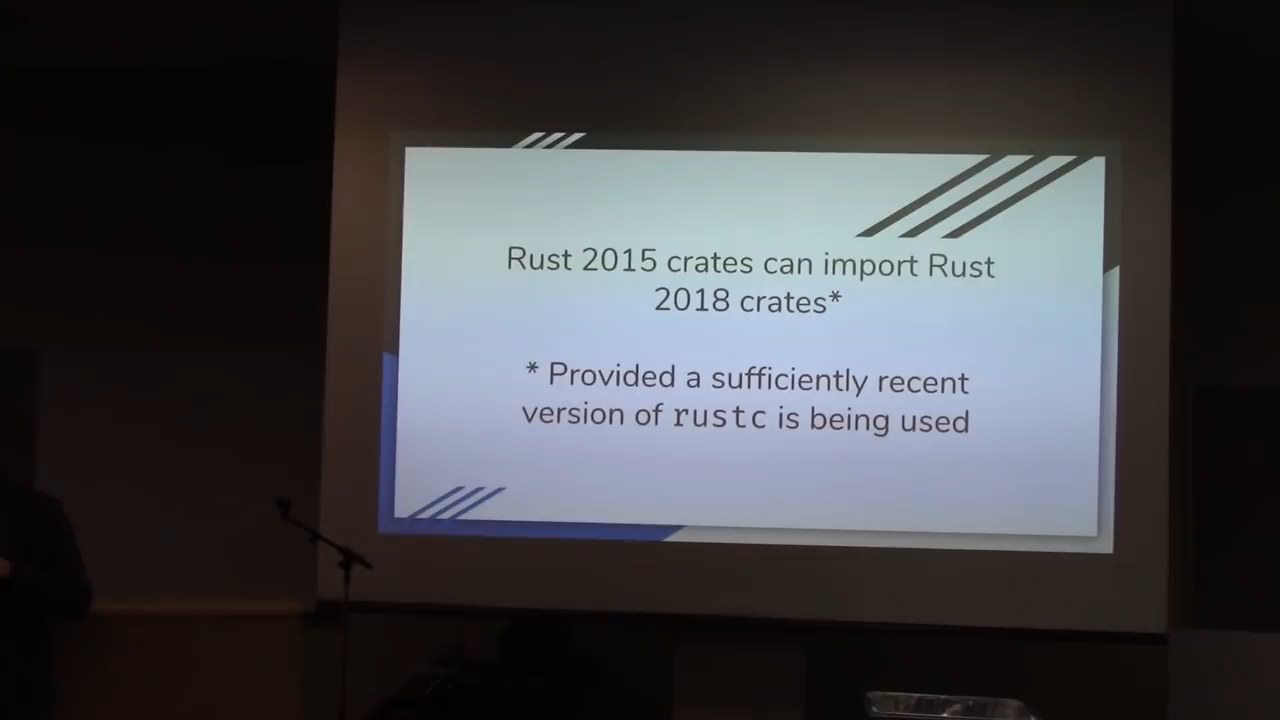 Rust 2015 crates can import Rust
2018 crates*
* Provided a sufficiently recent
version of rustc is being used